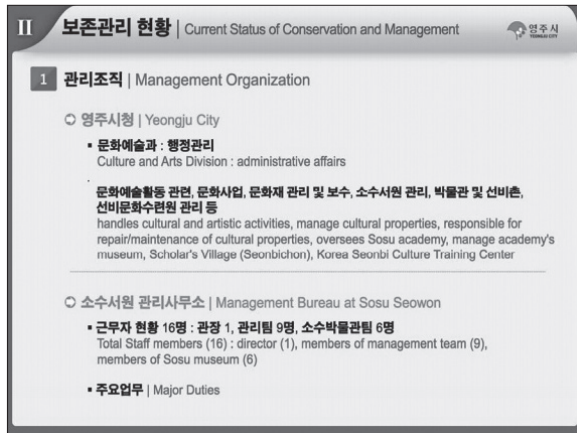 II 보존관리 현황 | Current Status of Conservation and Management
영주시
YEONGJU CITY
1 관리조직 | Management Organization
영주시청 | Yeongju City
▪ 문화예술과 : 행정관리
Culture and Arts Division : administrative affairs
.
문화예술활동 관련, 문화사업, 문화재 관리 및 보수, 소수서원 관리, 박물관 및 선비촌,
선비문화수련원 관리 등
handles cultural and artistic activities, manage cultural properties, responsible for
repair/maintenance of cultural properties, oversees Sosu academy, manage academy's
museum, Scholar's Village (Seonbichon), Korea Seonbi Culture Training Center
소수서원 관리사무소 | Management Bureau at Sosu Seowon
▪ 근무자 현황 16명 : 관장 1, 관리팀 9명, 소수박물관팀 6명
Total Staff members (16) : director (1), members of management team (9),
members of Sosu museum (6)
▪ 주요업무 | Major Duties